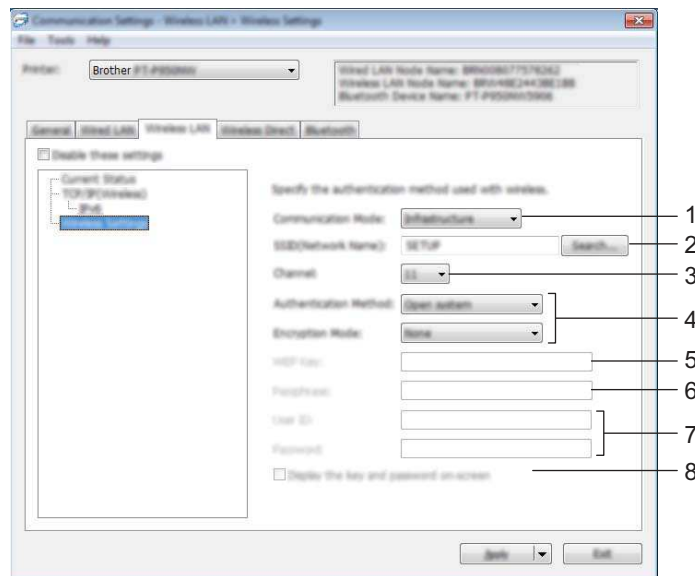 Communication Settings - Wireless LAN > Wireless Settings
File Tools Help
Printer:
Brother PT-P950NW
Wired LAN Node Name:
Wireless LAN Node Name:
Bluetooth Device Name:
General Wired LAN Wireless LAN Wireless Direct Bluetooth
Disable these settings
Current Status
TCP/IP(Wireless)
IPv6
Wireless Settings
Specify the authentication method used with wireless.
Communication Mode: Infrastructure 1
SSID(Network Name): SETUP Search... 2
Channel: 11 3
Authentication Method: Open system
4
Encryption Mode: None
WEP Key: 5
Passphrase: 6
User ID:
7
Password:
Display the key and password on-screen 8
Apply Exit